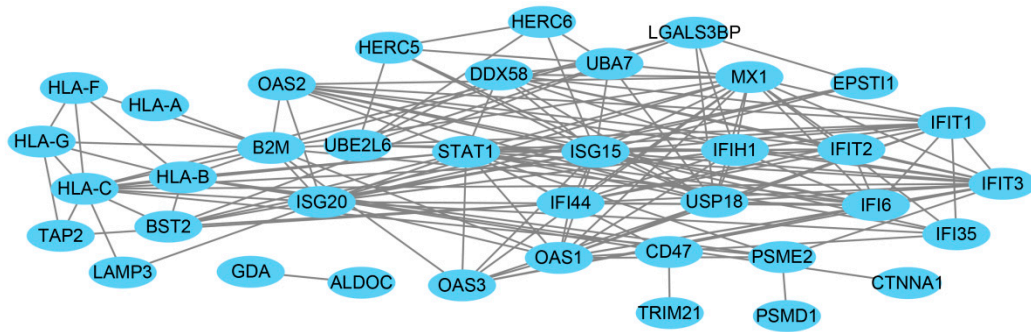 HERC6
LGALS3BP
HERC5
UBA7
DDX58
MX1
EPSTI1
HLA-F
OAS2
HLA-A
IFIT1
HLA-G
B2M
UBE2L6
STAT1
ISG15
IFIH1
IFIT2
HLA-C
HLA-B
IFIT3
ISG20
IFI44
USP18
IFI6
TAP2
BST2
IFI35
OAS1
CD47
PSME2
LAMP3
GDA
ALDOC
OAS3
CTNNA1
TRIM21
PSMD1